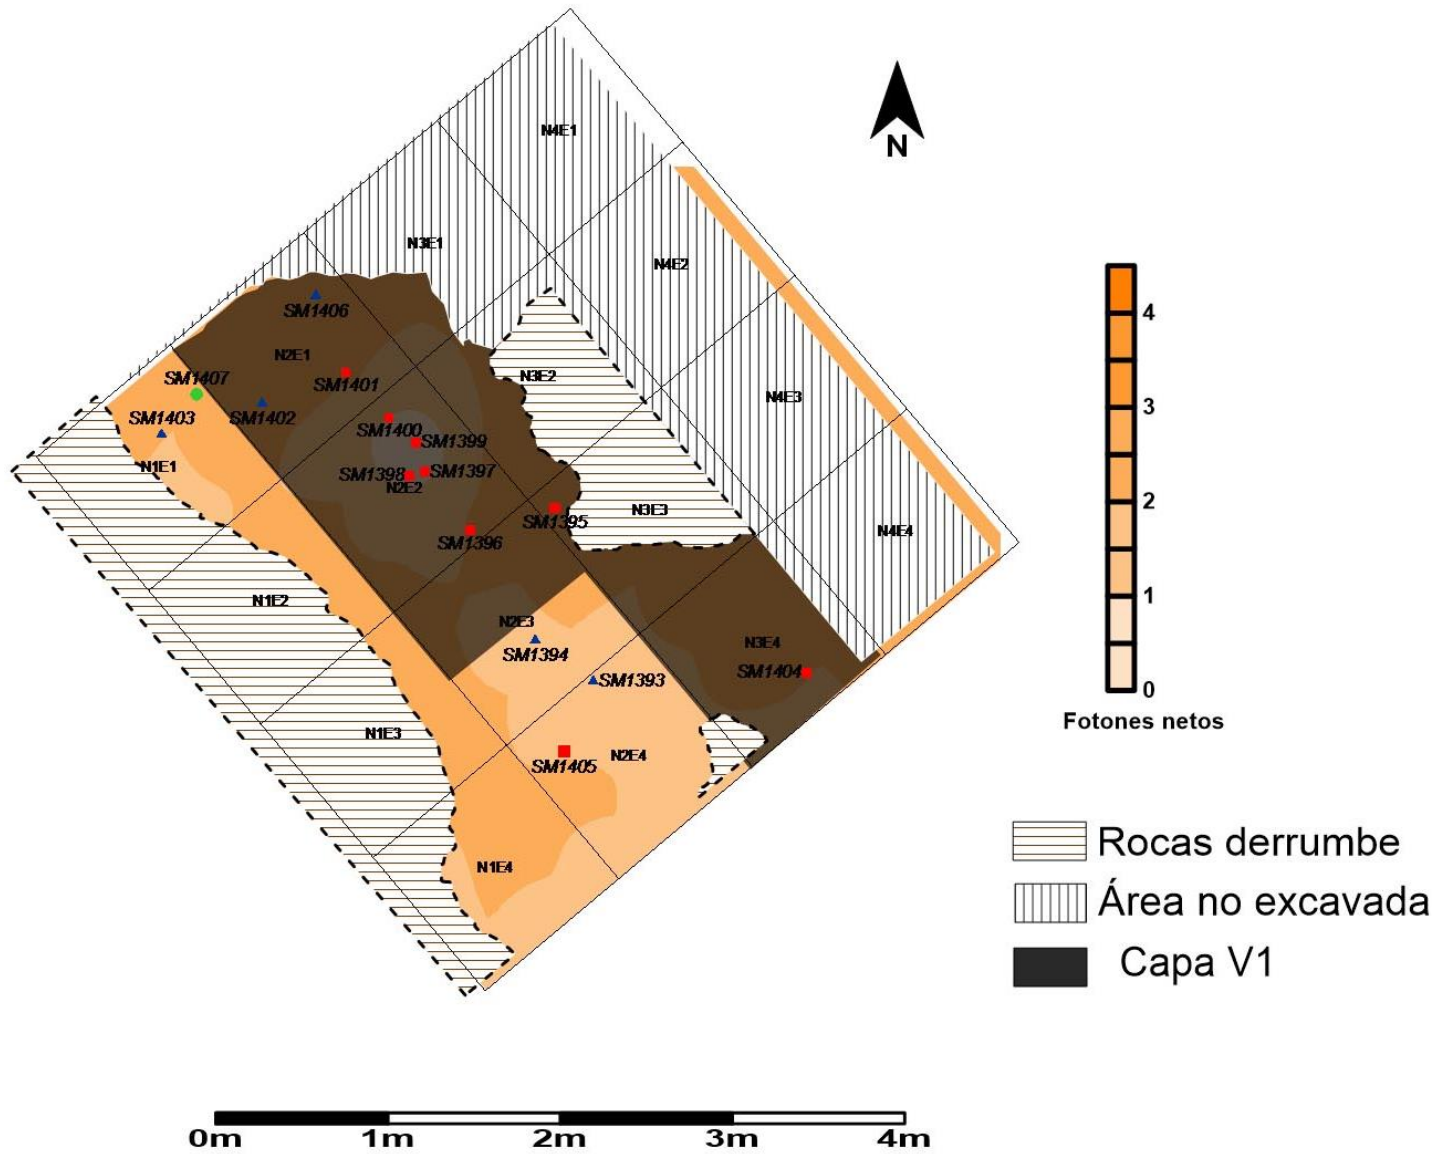 N4E1
N
N3E1
N4E2
SM1406
N2E1
SM1407
SM1401
N3E2
N4E3
SM1403
SM1402
SM1400
SM1399
N1E1
SM1398
SM1397
N2E2
SM1395
N3E3
SM1396
N4E4
N1E2
N2E3
SM1394
N3E4
SM1404
SM1393
N1E3
SM1405
N2E4
N1E4
4
3
2
1
0
Fotones netos
Rocas derrumbe
Área no excavada
Capa V1
0m 1m 2m 3m 4m